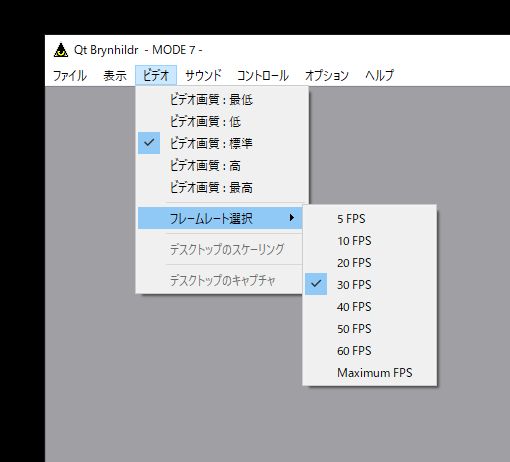 Qt Brynhildr - MODE 7 -
ファイル 表示 ビデオ サウンド コントロール オプション ヘルプ
ビデオ画質 : 最低
ビデオ画質 : 低
ビデオ画質 : 標準
ビデオ画質 : 高
ビデオ画質 : 最高
フレームレート選択
デスクトップのスケーリング
デスクトップのキャプチャ
5 FPS
10 FPS
20 FPS
30 FPS
40 FPS
50 FPS
60 FPS
Maximum FPS